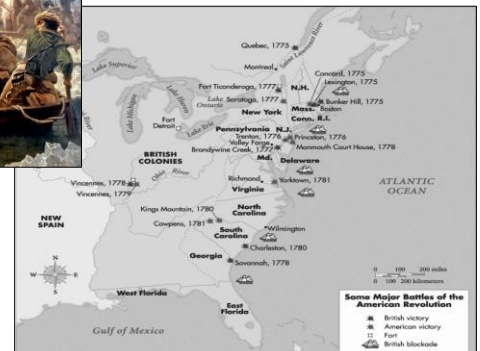 Quebec, 1775
Montreal
Saint Lawrence River
Lake Superior
Lake Michigan
Lake Huron
Lake Ontario
Lake Erie
Fort Ticonderoga, 1777
Saratoga, 1777
Concord, 1775
Lexington, 1775
N.H.
Mass.
Bunker Hill, 1775
Boston
New York
Conn.
R.I.
Fort
Detroit
Pennsylvania
N.J.
Trenton, 1776
Princeton, 1776
Valley Forge
Monmouth Court House, 1778
Brandywine Creek, 1777
Md.
Delaware
BRITISH
COLONIES
Ohio River
Vincennes, 1778
Vincennes, 1779
Richmond
Yorktown, 1781
Virginia
ATLANTIC
OCEAN
NEW
SPAIN
Kings Mountain, 1780
North
Carolina
Cowpens, 1781
South
Carolina
Wilmington
Charleston, 1780
Georgia
Savannah, 1778
N
W
E
S
West Florida
East
Florida
Gulf of Mexico
0 100 200 miles
0 100 200 kilometers
Some Major Battles of the
American Revolution
British victory
American victory
Fort
British blockade